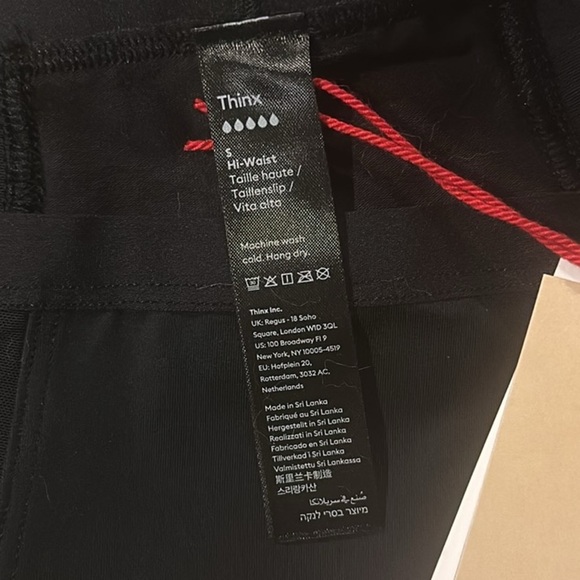 Thinx
S
Hi-Waist
Taille haute /
Taillenslip /
Vita alta
Machine wash
cold. Hang dry.
Thinx Inc.
UK: Regus - 18 Soho
Square, London W1D 3QL
US: 100 Broadway Fl 9
New York, NY 10005-4519
EU: Hofplein 20,
Rotterdam, 3032 AC,
Netherlands
Made in Sri Lanka
Fabriqué au Sri Lanka
Hergestellt in Sri Lanka
Realizzati in Sri Lanka
Fabricado en Sri Lanka
Tillverkad i Sri Lanka
Valmistettu Sri Lankassa
斯里兰卡制造
스리랑카산
صُنع في سريلانكا
מיוצר בסרי לנקה